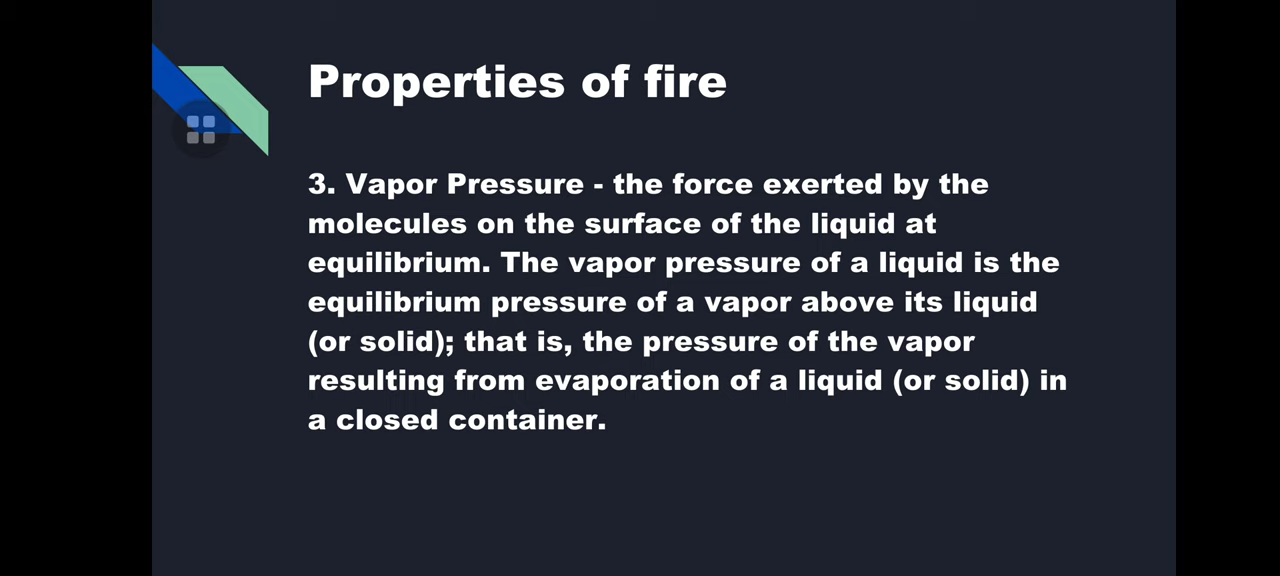 Properties of fire
3. Vapor Pressure - the force exerted by the
molecules on the surface of the liquid at
equilibrium. The vapor pressure of a liquid is the
equilibrium pressure of a vapor above its liquid
(or solid); that is, the pressure of the vapor
resulting from evaporation of a liquid (or solid) in
a closed container.